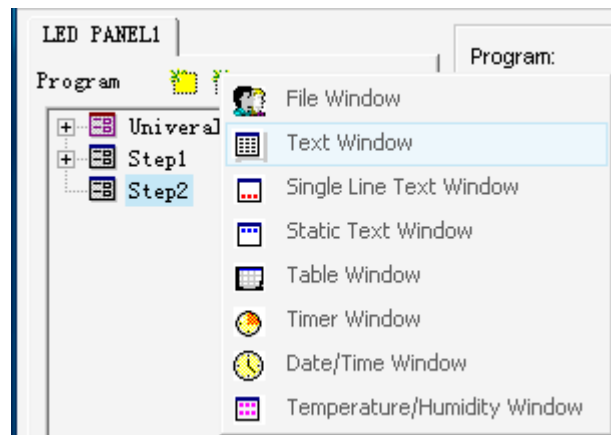 LED PANEL1
Program
Program:
Univeral
Step1
Step2
File Window
Text Window
Single Line Text Window
Static Text Window
Table Window
Timer Window
Date/Time Window
Temperature/Humidity Window